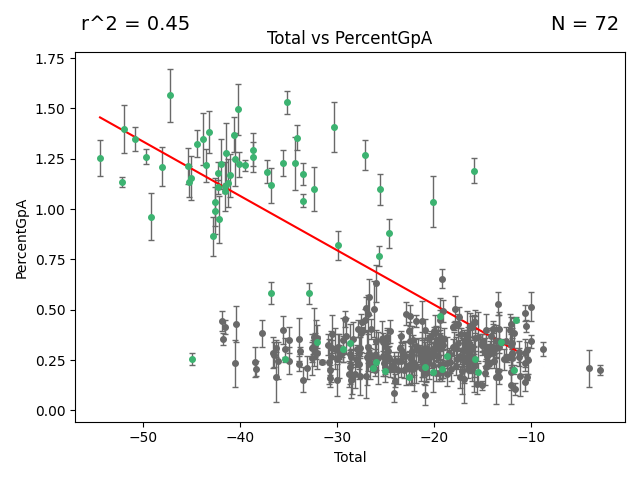 r^2 = 0.45
N = 72
Total vs PercentGpA
PercentGpA
1.75
1.50
1.25
1.00
0.75
0.50
0.25
0.00
−50
−40
−30
−20
−10
Total